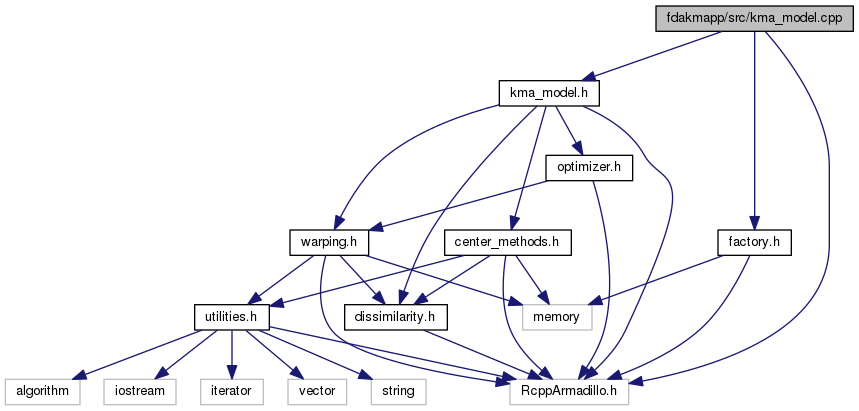 fdakmapp/src/kma_model.cpp
kma_model.h
optimizer.h
warping.h
center_methods.h
factory.h
utilities.h
dissimilarity.h
memory
algorithm
iostream
iterator
vector
string
RcppArmadillo.h